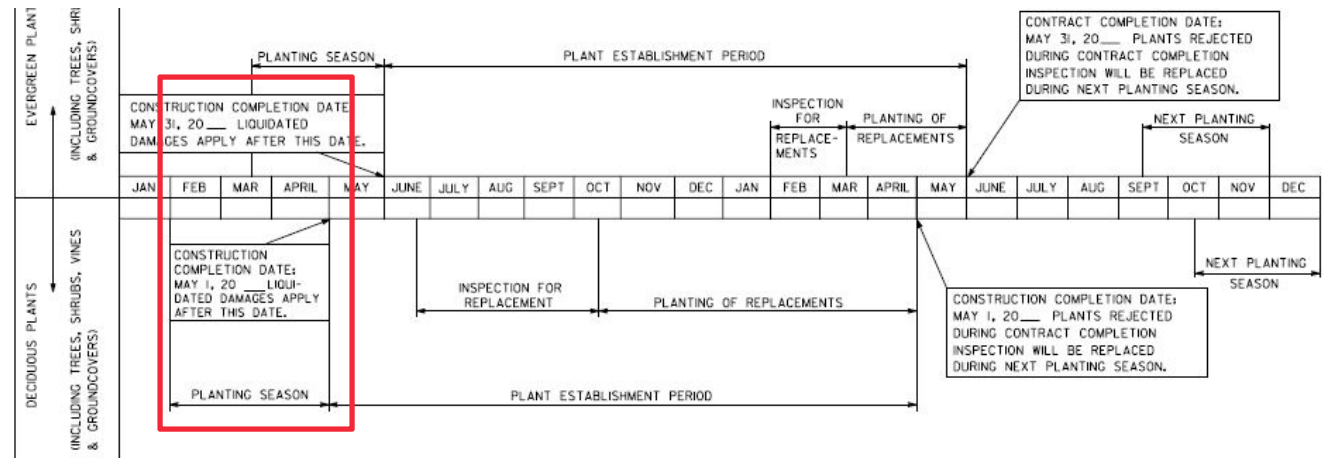 EVERGREEN PLANT
(INCLUDING TREES, SHRU
& GROUNDCOVERS)
PLANTING SEASON
PLANT ESTABLISHMENT PERIOD
CONTRACT COMPLETION DATE:
MAY 31, 20___ PLANTS REJECTED
DURING CONTRACT COMPLETION
INSPECTION WILL BE REPLACED
DURING NEXT PLANTING SEASON.
CONSTRUCTION COMPLETION DATE
MAY 31, 20___ LIQUIDATED
DAMAGES APPLY AFTER THIS DATE.
INSPECTION
FOR
REPLACE-
MENTS
PLANTING OF
REPLACEMENTS
NEXT PLANTING
SEASON
JAN FEB MAR APRIL MAY JUNE JULY AUG SEPT OCT NOV DEC JAN FEB MAR APRIL MAY JUNE JULY AUG SEPT OCT NOV DEC
DECIDUOUS PLANTS
(INCLUDING TREES, SHRUBS, VINES
& GROUNDCOVERS)
CONSTRUCTION
COMPLETION DATE:
MAY 1, 20 ___LIQUI-
DATED DAMAGES APPLY
AFTER THIS DATE.
INSPECTION FOR
REPLACEMENT
PLANTING OF REPLACEMENTS
NEXT PLANTING
SEASON
CONSTRUCTION COMPLETION DATE:
MAY 1, 20___ PLANTS REJECTED
DURING CONTRACT COMPLETION
INSPECTION WILL BE REPLACED
DURING NEXT PLANTING SEASON.
PLANTING SEASON
PLANT ESTABLISHMENT PERIOD